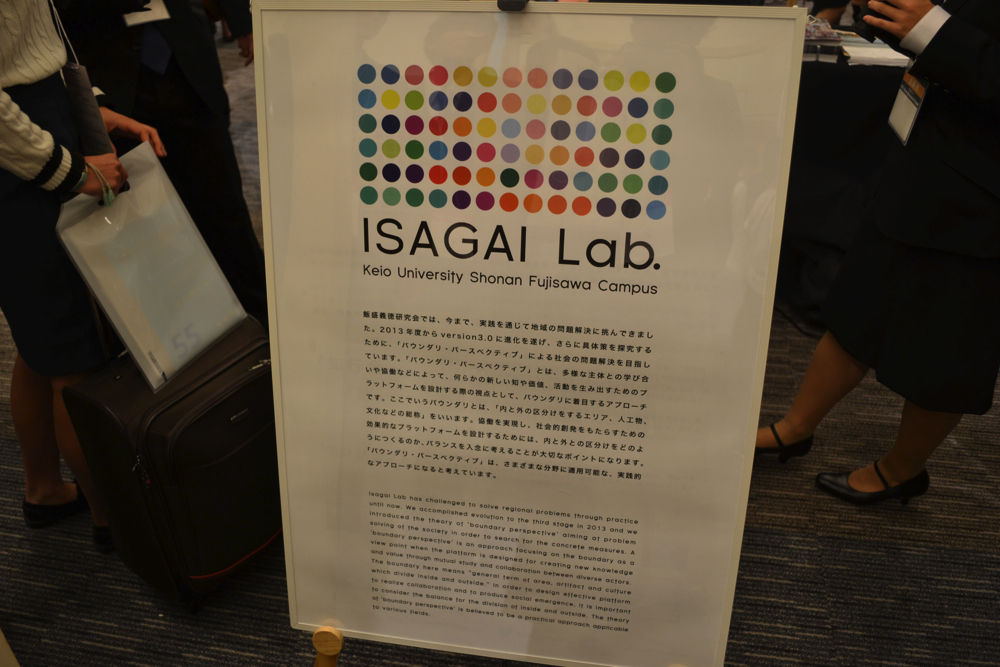 ISAGAI Lab.
Keio University Shonan Fujisawa Campus
飯盛義徳研究会では、今まで、実践を通じて地域の問題解決に挑んできまし
た。2013年度からversion3.0に進化を遂げ、さらに具体策を探究する
ために、「バウンダリ・パースペクティブ」による社会の問題解決を目指し
ています。「バウンダリ・パースペクティブ」とは、多様な主体との学び合
いや協働などによって、何らかの新しい知や価値、活動を生み出すためのプ
ラットフォームを設計する際の視点として、バウンダリに着目するアプローチ
です。ここでいうバウンダリとは、「内と外の区分けをするエリア、人工物、
文化などの総称」をいいます。協働を実現し、社会的創発をもたらすための
効果的なプラットフォームを設計するためには、内と外との区分けをどのよ
うにつくるのか、バランスを入念に考えることが大切なポイントになります。
「バウンダリ・パースペクティブ」は、さまざまな分野に適用可能な、実践的
なアプローチになると考えています。
Isagai Lab has challenged to solve regional problems through practice
until now. We accomplished evolution to the third stage in 2013 and we
introduced the theory of 'boundary perspective' aiming at problem
solving of the society in order to search for the concrete measures. A
'boundary perspective' is an approach focusing on the boundary as a
view point when the platform is designed for creating new knowledge
and value through mutual study and collaboration between diverse actors.
The boundary here means "general term of area, artifact and culture
which divide inside and outside." In order to design effective platform
to realize collaboration and to produce social emergence, it is important
to consider the balance for the division of inside and outside. The theory
of 'boundary perspective' is believed to be a practical approach applicable
to various fields.
55